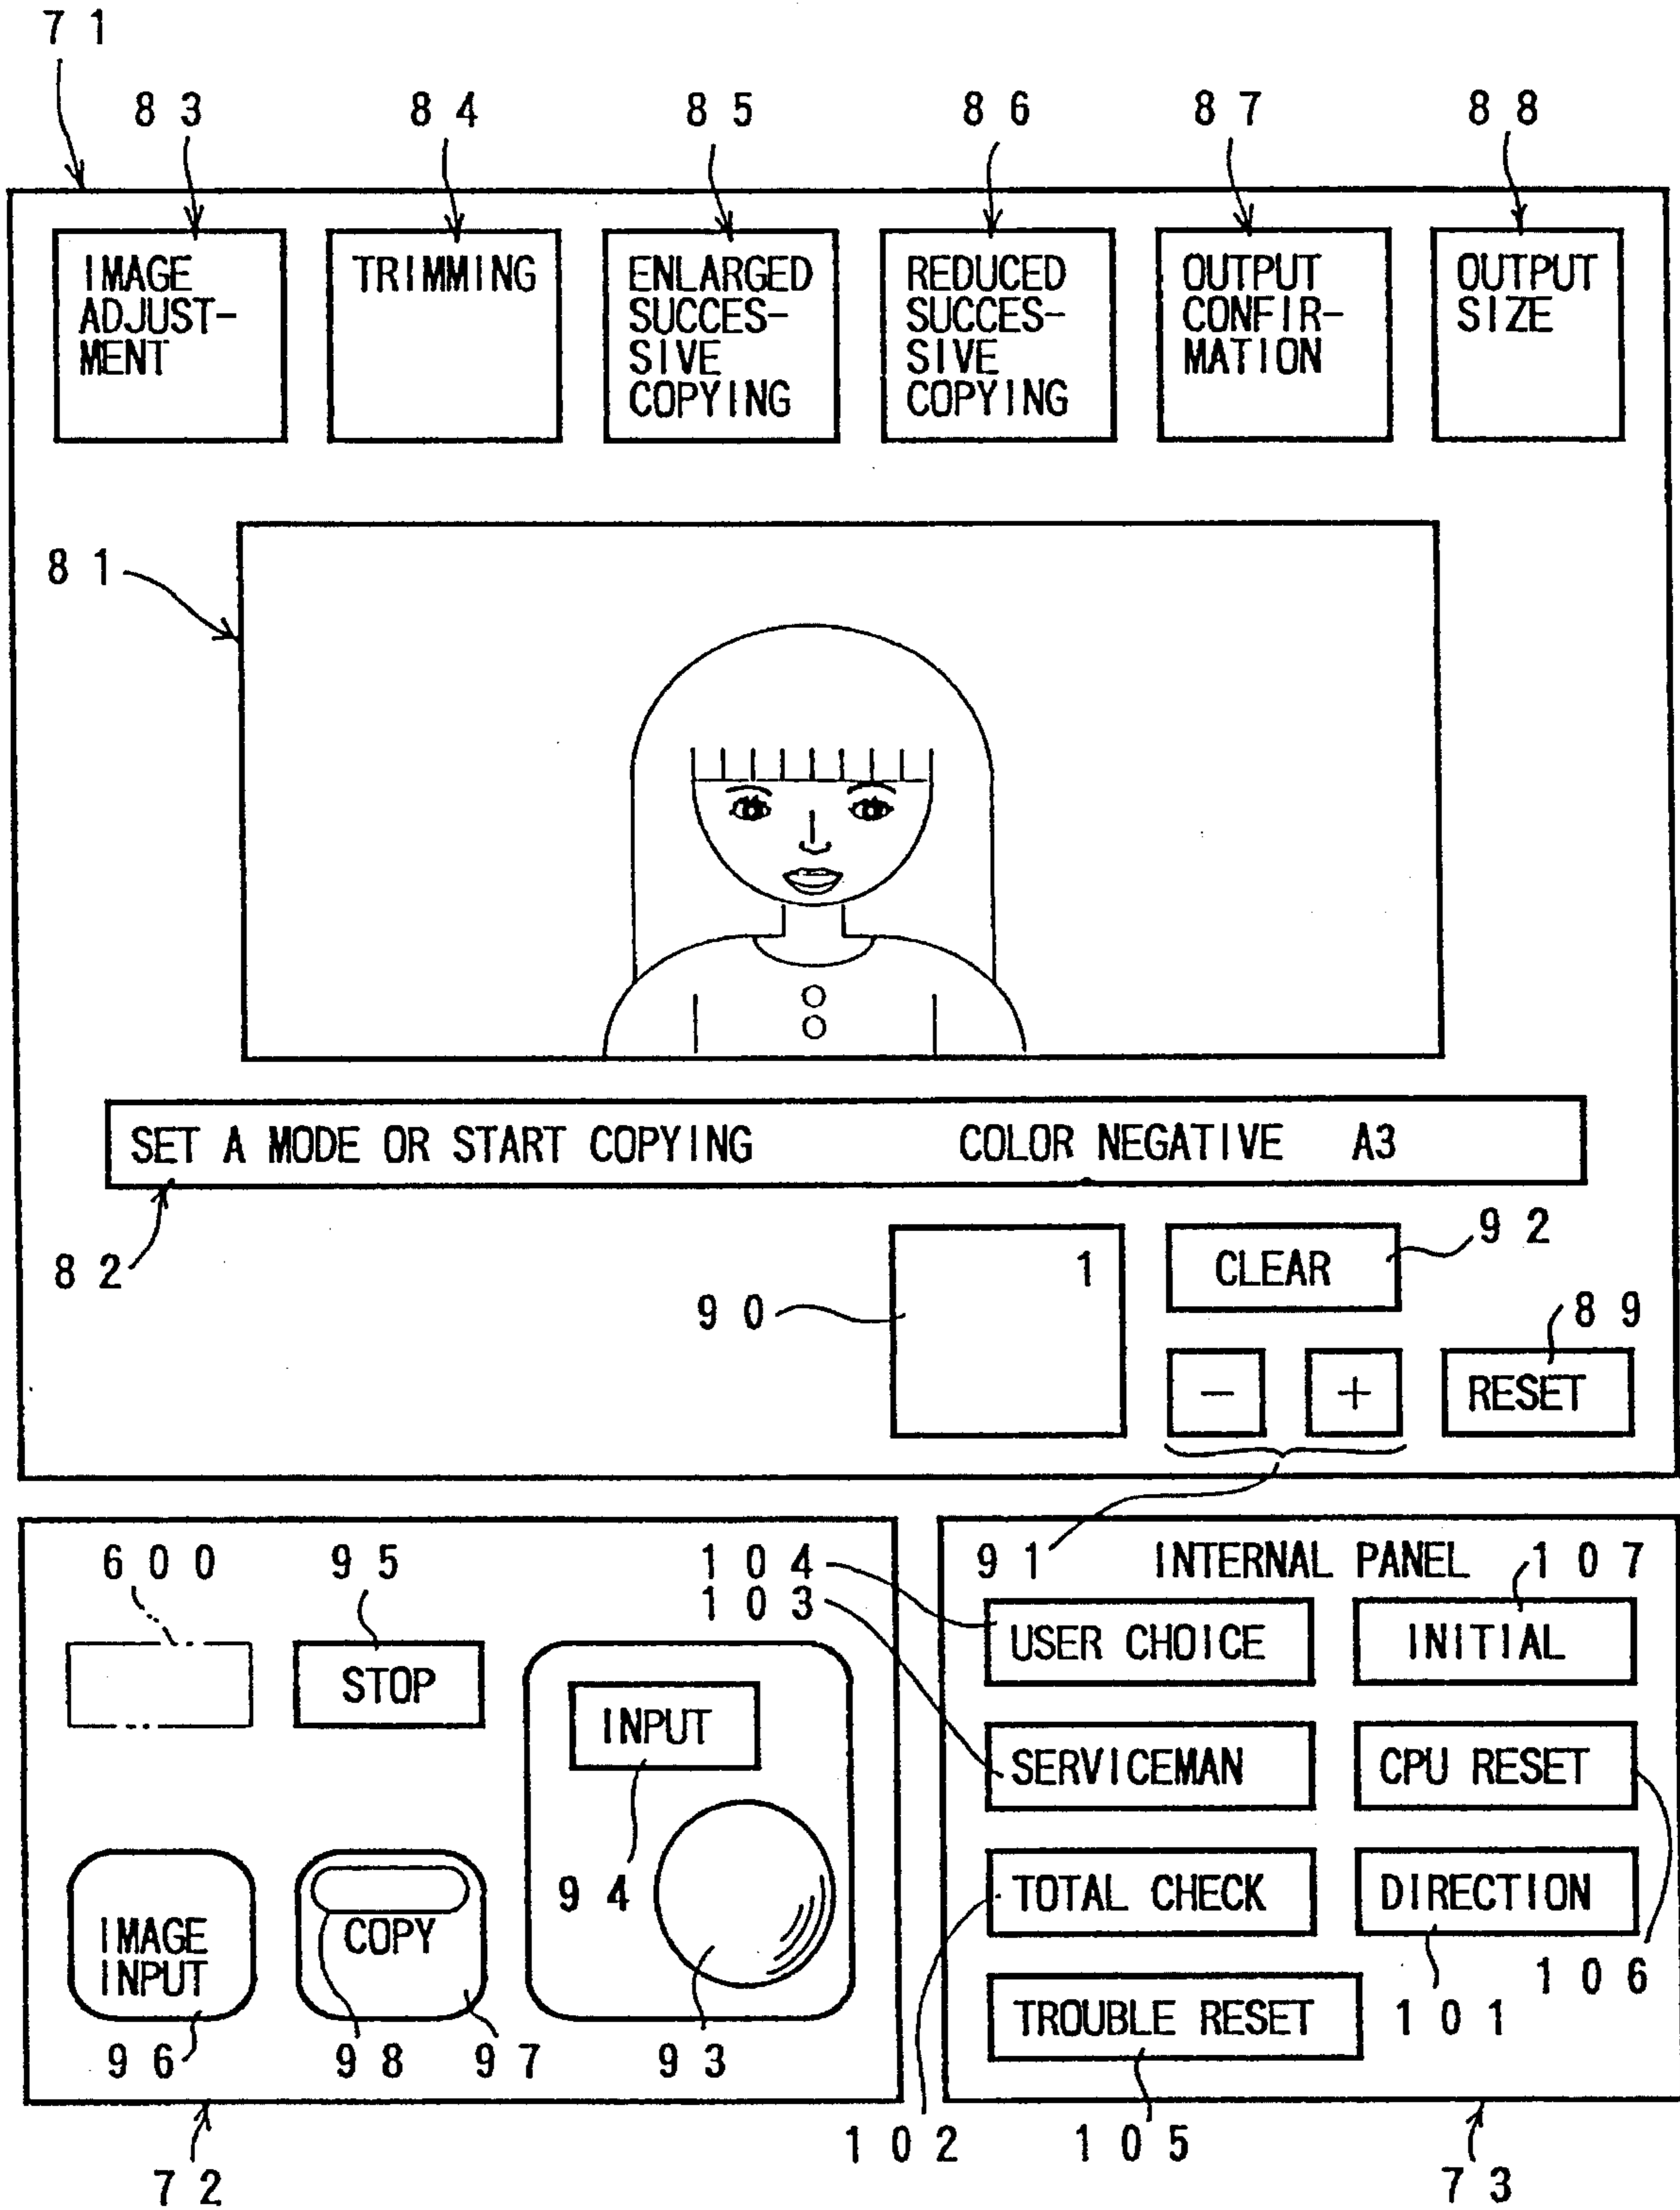 71
83 84 85 86 87 88
IMAGE
ADJUST-
MENT
TRIMMING
ENLARGED
SUCCES-
SIVE
COPYING
REDUCED
SUCCES-
SIVE
COPYING
OUTPUT
CONFIR-
MATION
OUTPUT
SIZE
81
SET A MODE OR START COPYING COLOR NEGATIVE A3
82
90
1
CLEAR
92
89
- + RESET
91
600 95
STOP
INPUT
94
IMAGE
INPUT
COPY
96 98 97 93
72
104
103
INTERNAL PANEL
107
USER CHOICE INITIAL
SERVICEMAN CPU RESET
TOTAL CHECK DIRECTION
106
TROUBLE RESET
101
102 105
73